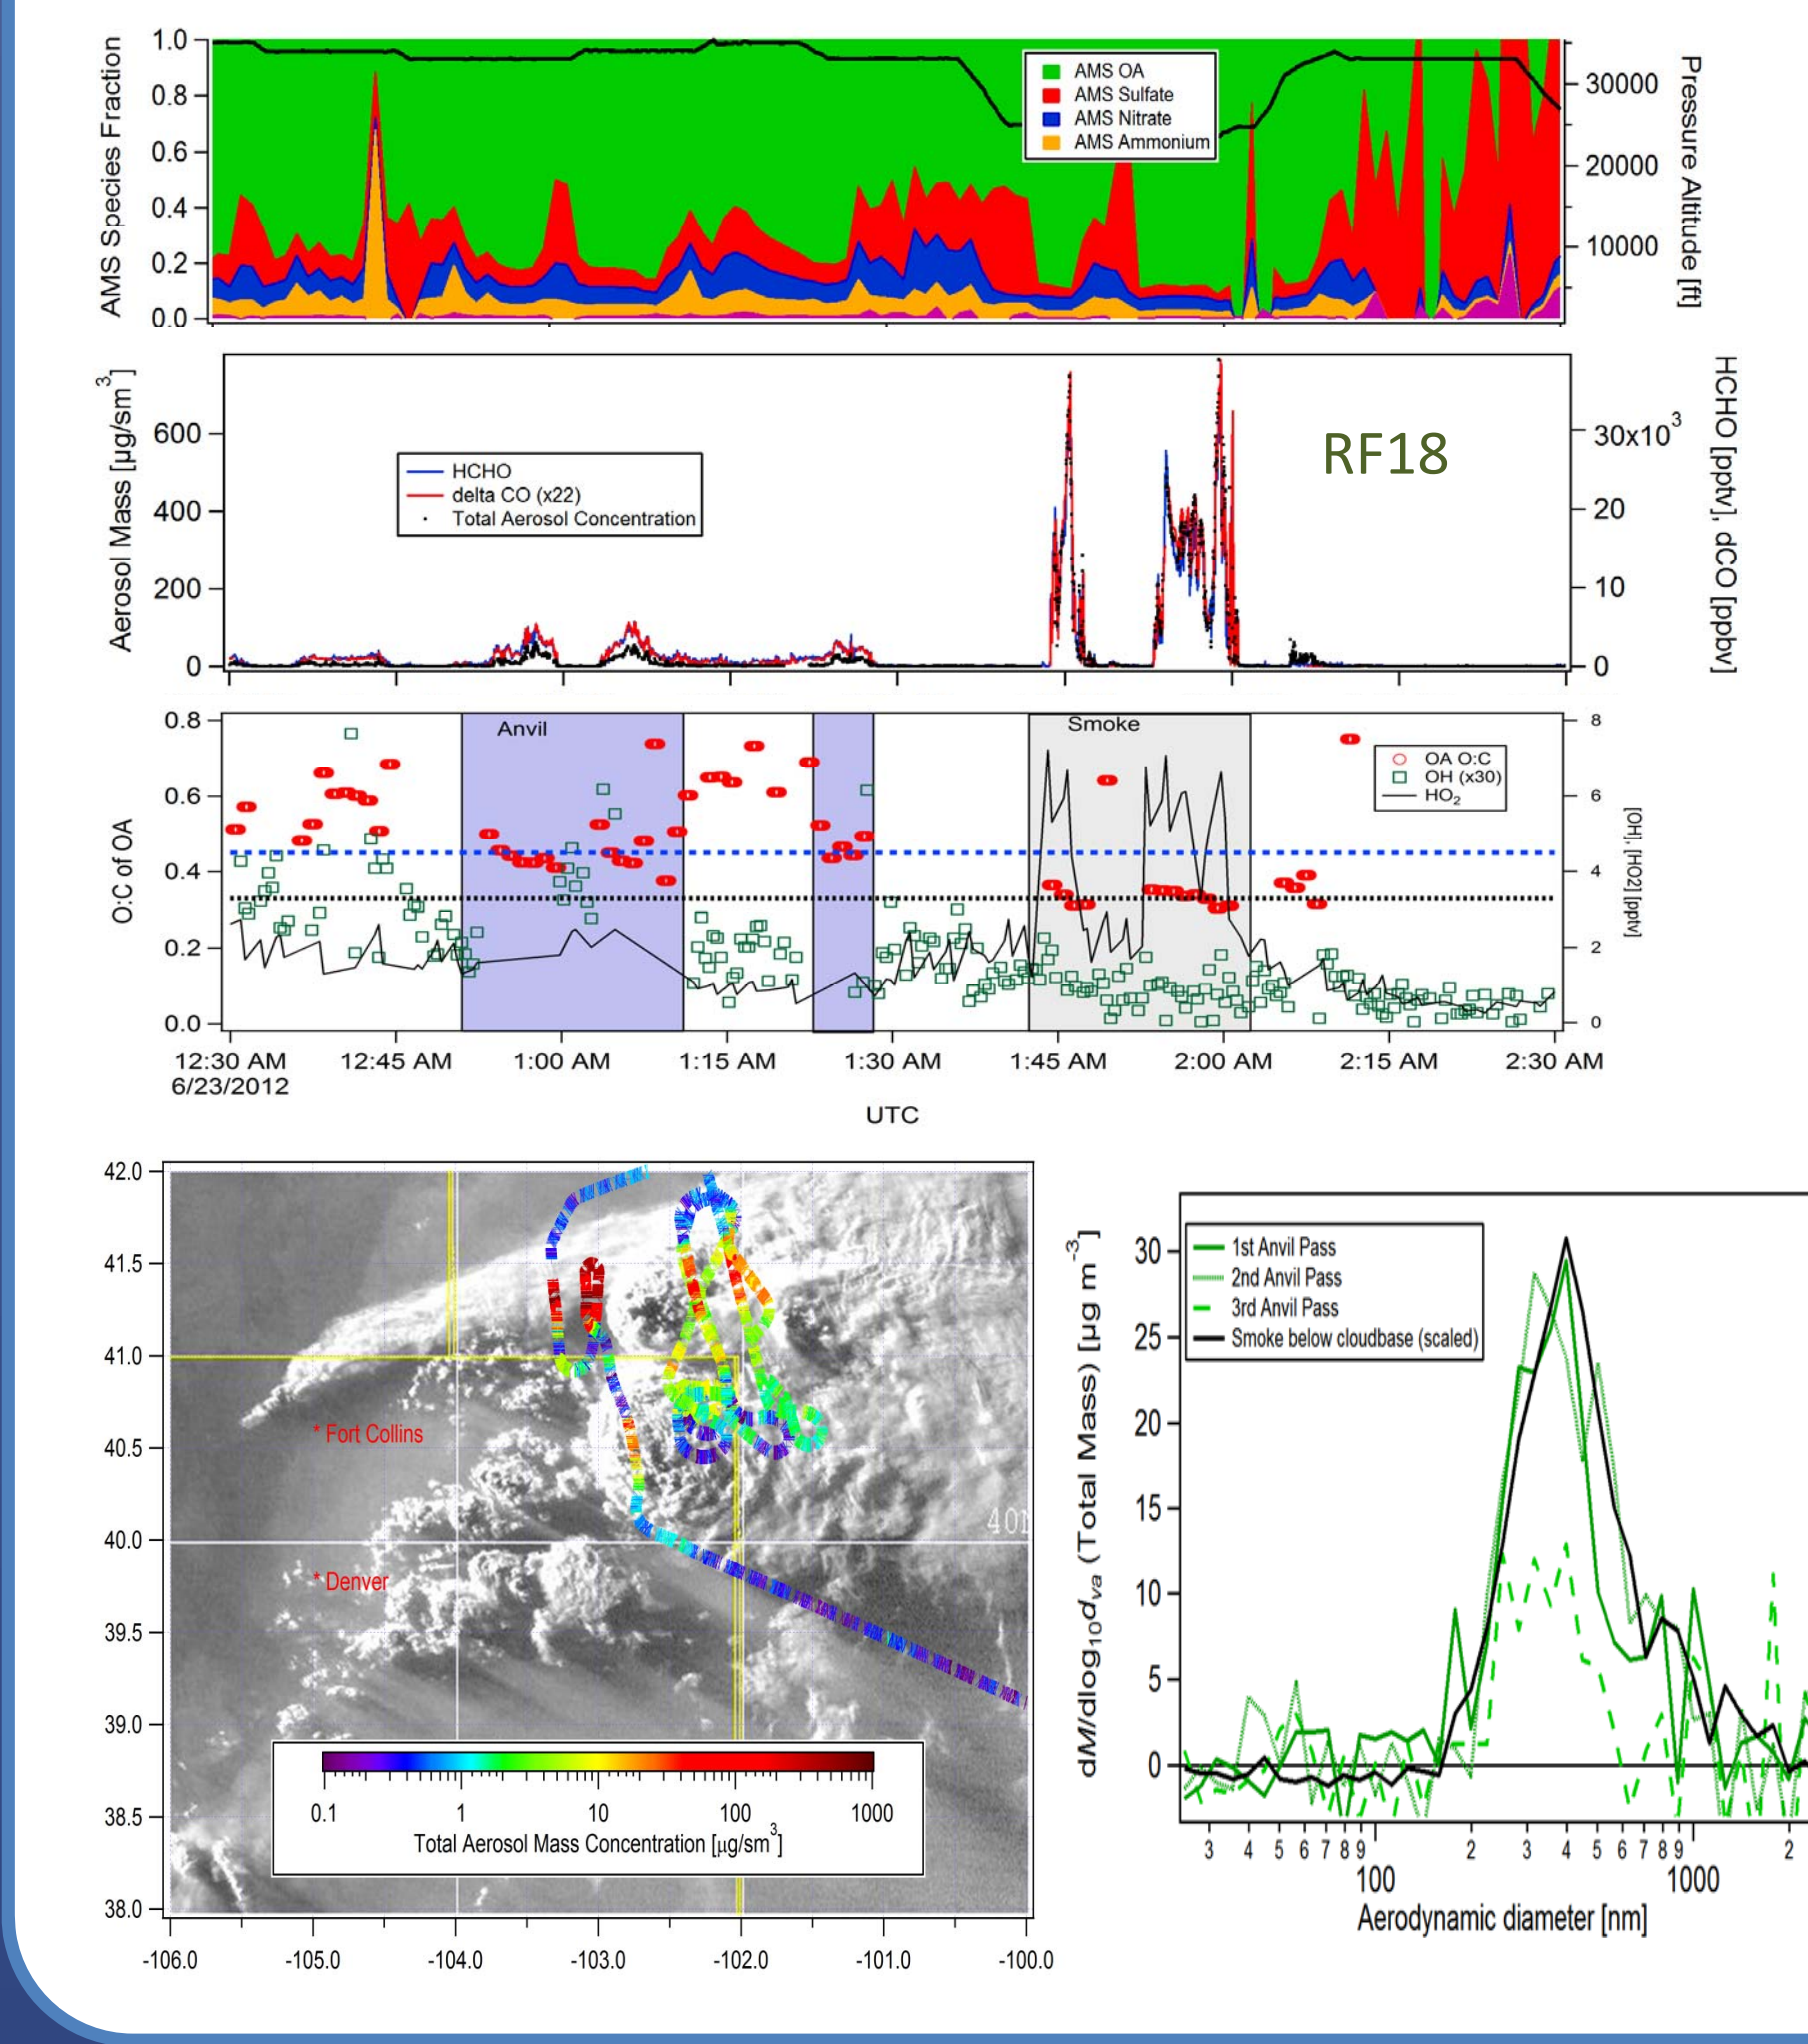 AMS Species Fraction
1.0
0.8
0.6
0.4
0.2
0.0
AMS OA
AMS Sulfate
AMS Nitrate
AMS Ammonium
30000
20000
10000
Pressure Altitude [ft]
Aerosol Mass [µg/sm3]
600
400
200
0
HCHO
delta CO (x22)
Total Aerosol Concentration
RF18
30x103
20
10
0
HCHO [pptv], dCO [ppbv]
O:C of OA
0.8
0.6
0.4
0.2
0.0
Anvil
Smoke
OA O:C
OH (x30)
HO2
8
6
4
2
0
[OH], [HO2] [pptv]
12:30 AM 12:45 AM 1:00 AM 1:15 AM 1:30 AM 1:45 AM 2:00 AM 2:15 AM 2:30 AM
6/23/2012
UTC
42.0
41.5
41.0
40.5
40.0
39.5
39.0
38.5
38.0
* Fort Collins
* Denver
0.1 1 10 100 1000
Total Aerosol Mass Concentration [µg/sm3]
-106.0 -105.0 -104.0 -103.0 -102.0 -101.0 -100.0
dM/dlog10dva (Total Mass) [µg m-3]
30
25
20
15
10
5
0
1st Anvil Pass
2nd Anvil Pass
3rd Anvil Pass
Smoke below cloudbase (scaled)
3 4 5 6 7 8 9 2 3 4 5 6 7 8 9 2
100 1000
Aerodynamic diameter [nm]